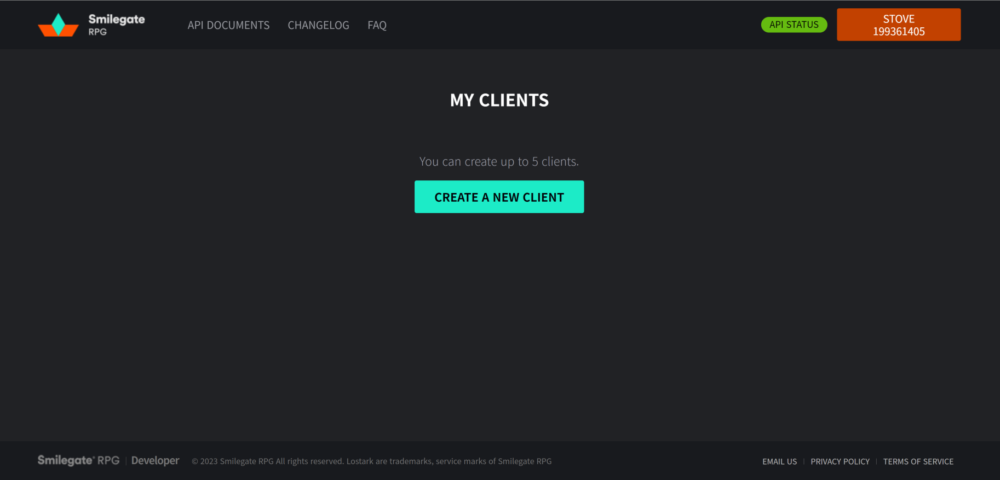 Smilegate
RPG
API DOCUMENTS
CHANGELOG
FAQ
API STATUS
STOVE
199361405
MY CLIENTS
You can create up to 5 clients.
CREATE A NEW CLIENT
Smilegate® RPG | Developer
© 2023 Smilegate RPG All rights reserved. Lostark are trademarks, service marks of Smilegate RPG
EMAIL US | PRIVACY POLICY | TERMS OF SERVICE